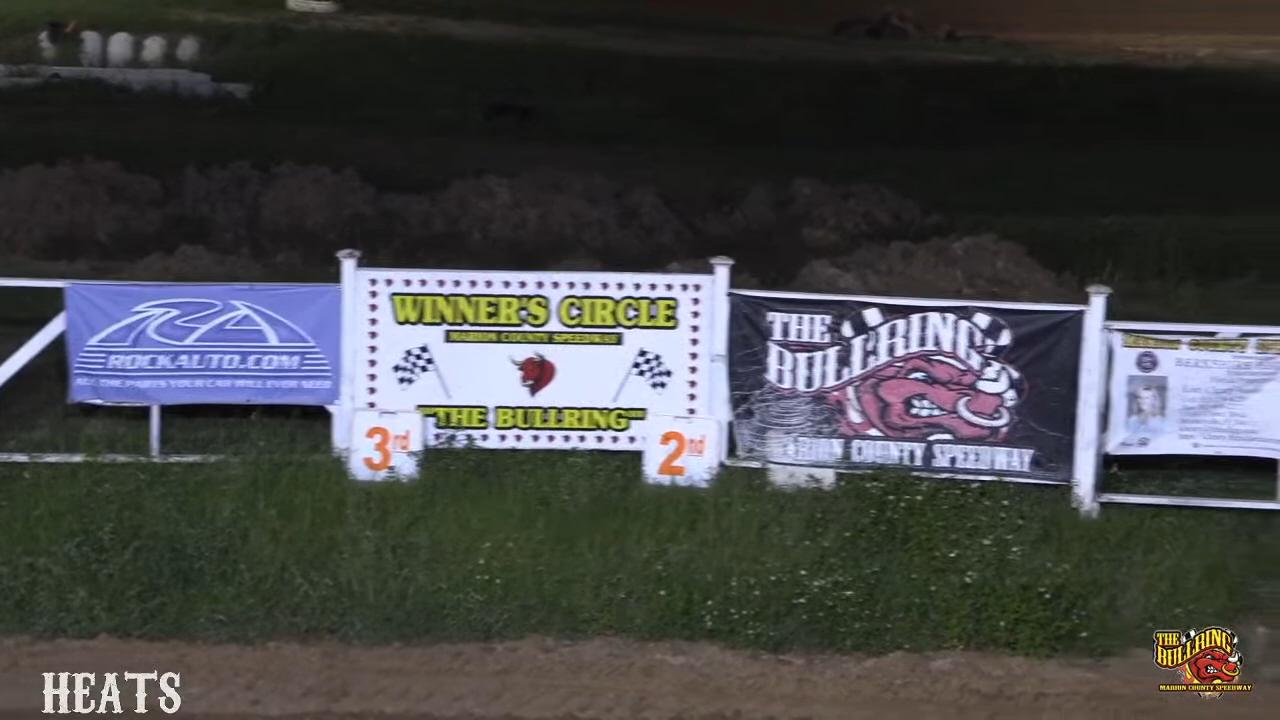 RA
ROCKAUTO.COM
ALL THE PARTS YOUR CAR WILL EVER NEED
WINNER'S CIRCLE
MARION COUNTY SPEEDWAY
"THE BULLRING"
3rd
2nd
THE
BULLRING
MARION COUNTY SPEEDWAY
HEATS
THE
BULLRING
MARION COUNTY SPEEDWAY